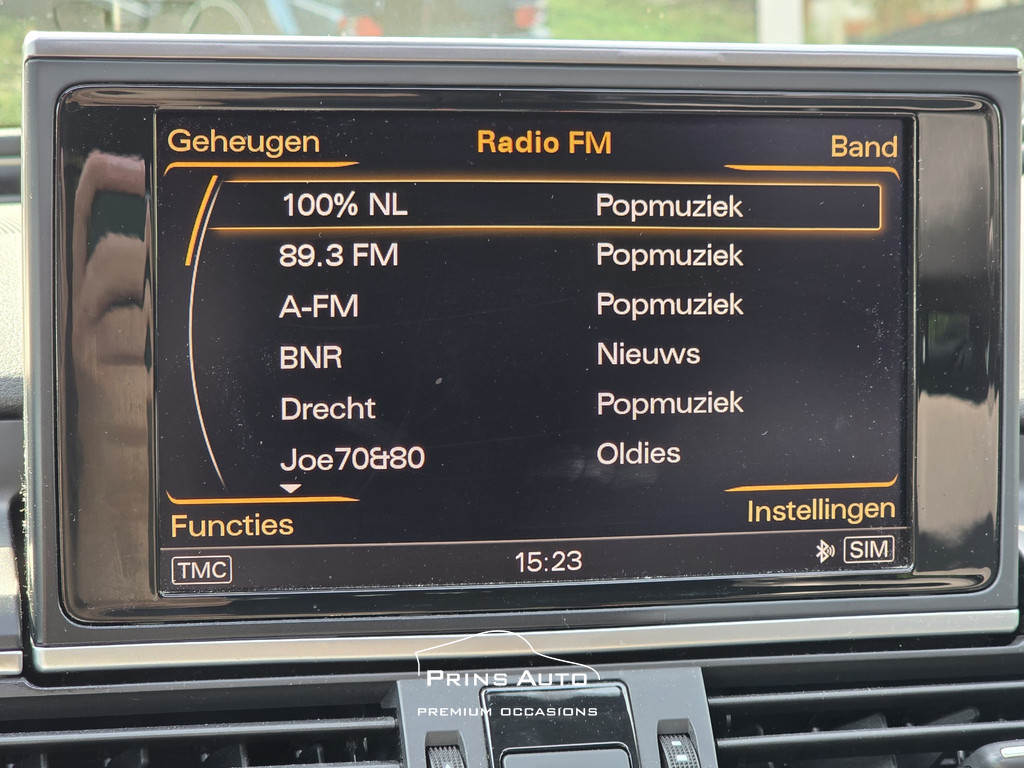 Geheugen Radio FM Band
100% NL Popmuziek
89.3 FM Popmuziek
A-FM Popmuziek
BNR Nieuws
Drecht Popmuziek
Joe70&80 Oldies
Functies Instellingen
TMC 15:23 SIM
PRINS AUTO
PREMIUM OCCASIONS